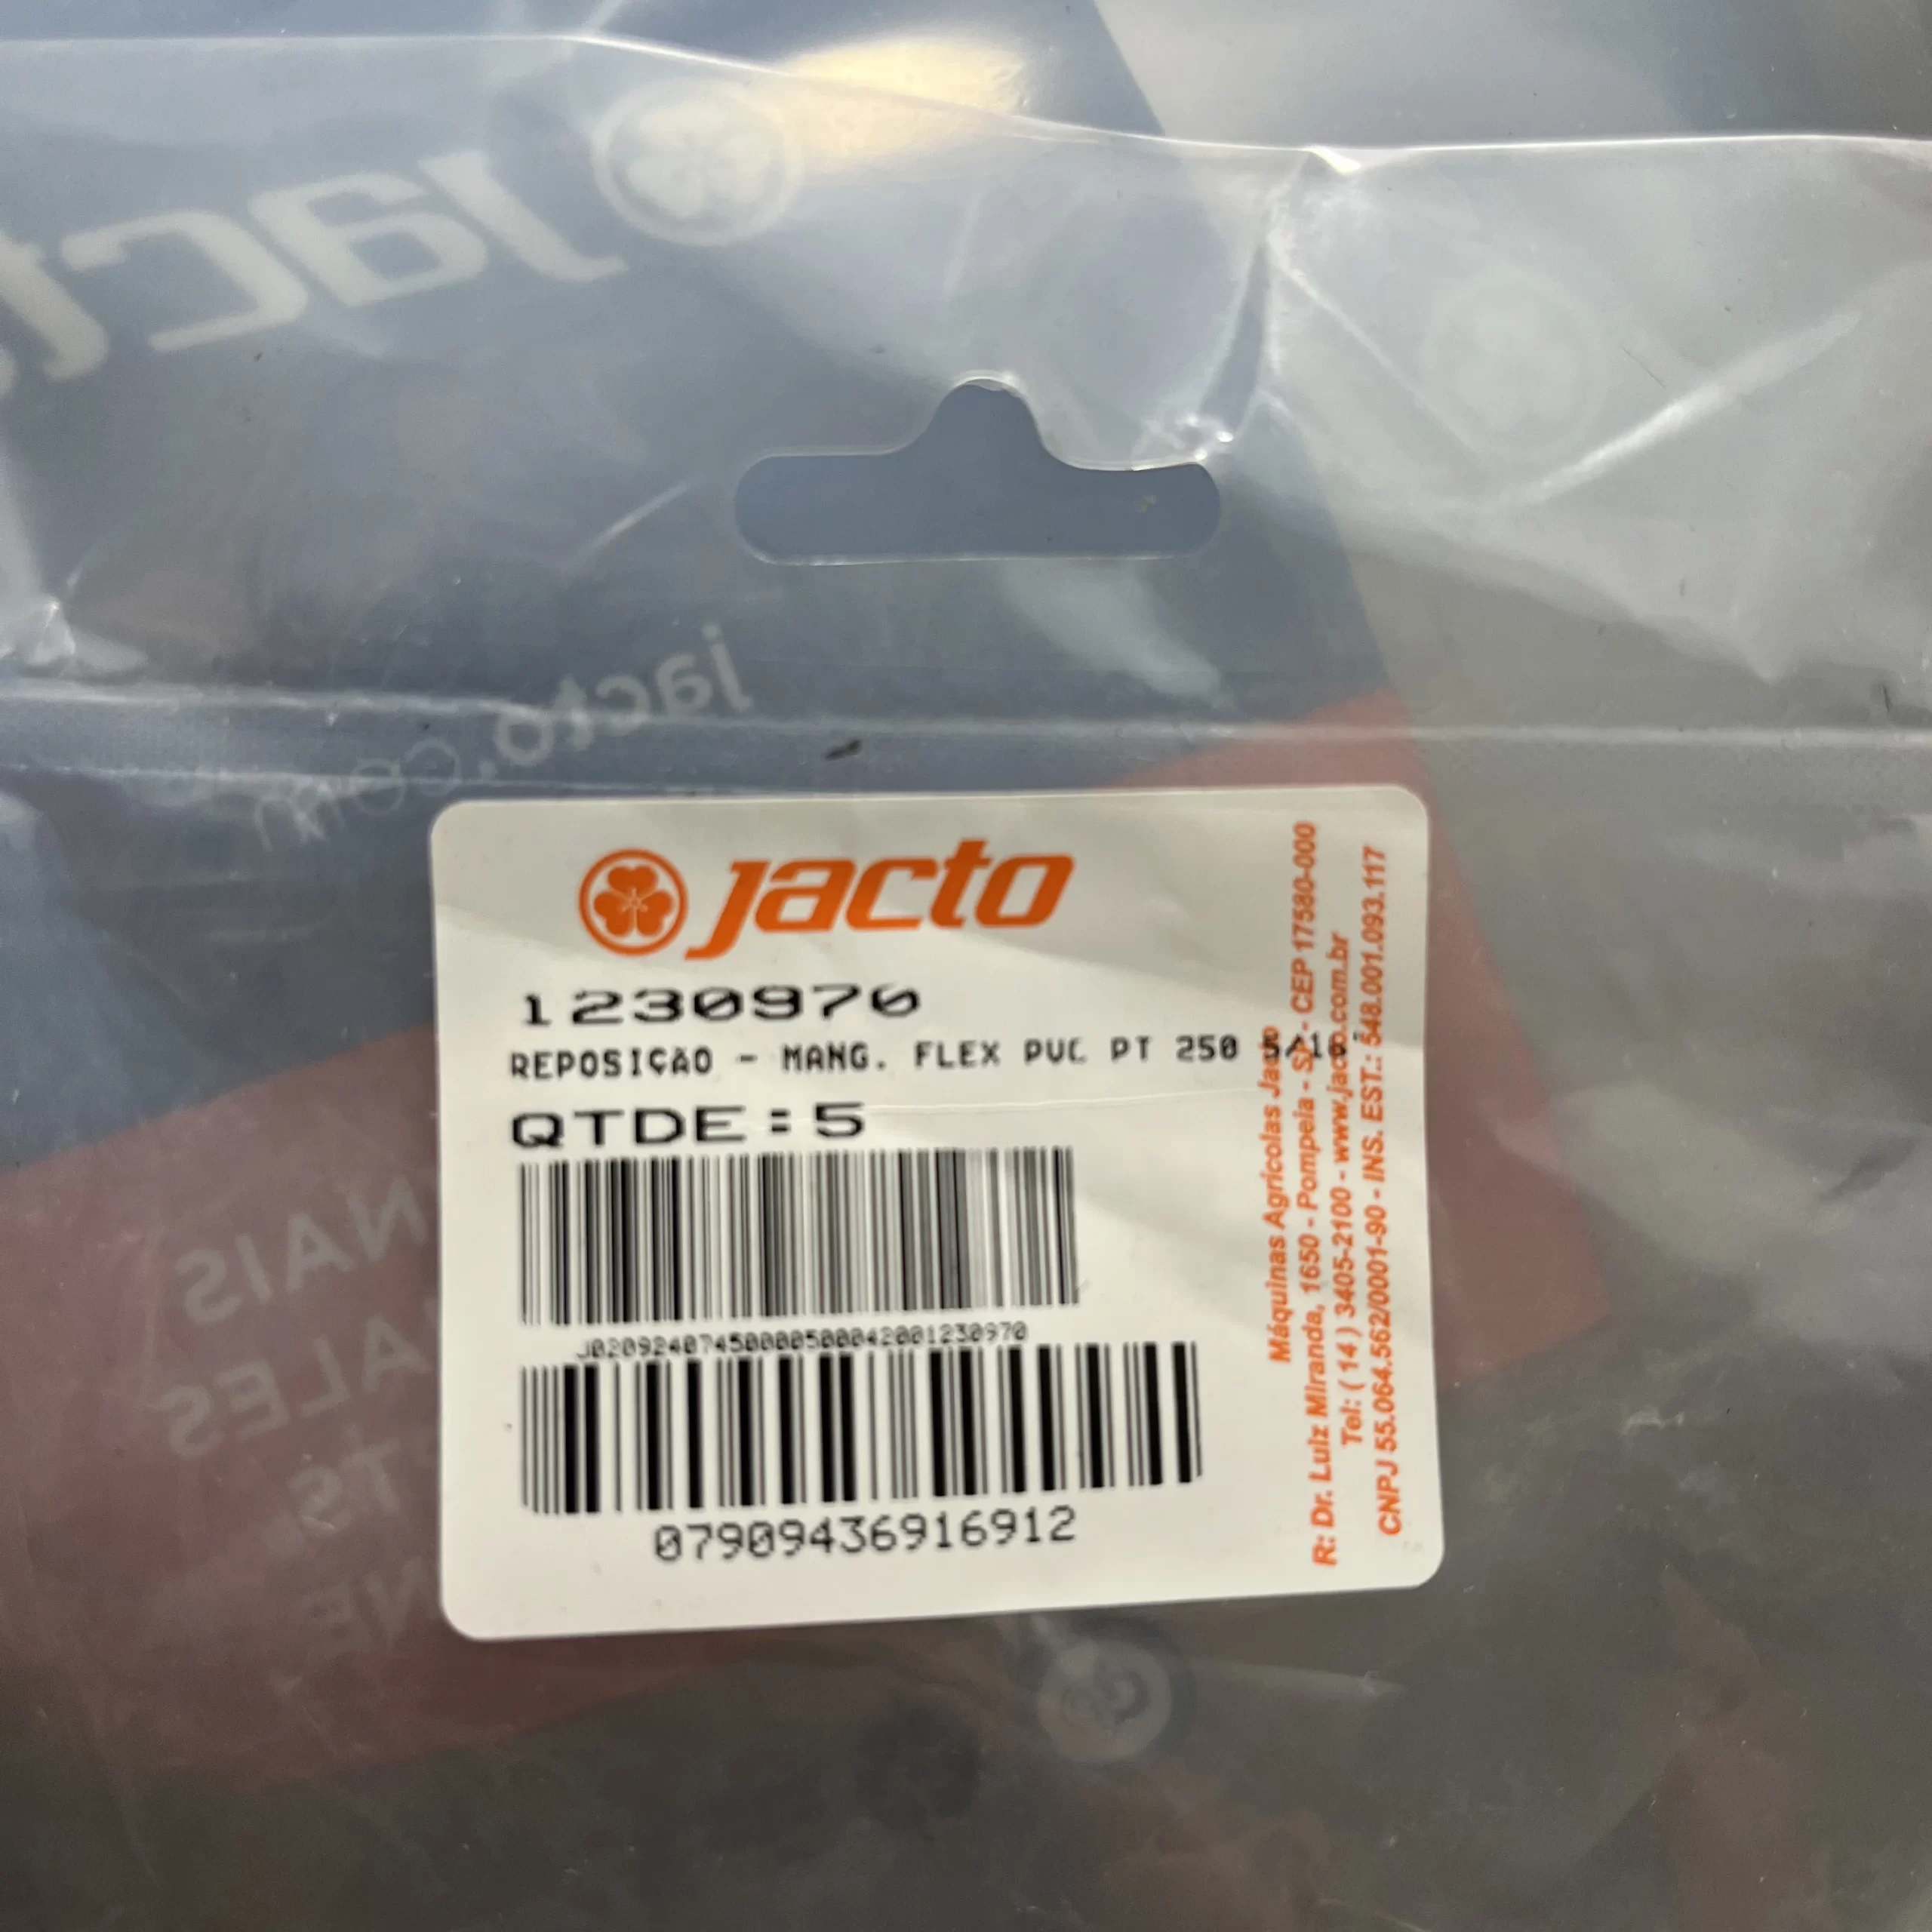 jacto
jacto.com
jacto
1230970
REPOSIÇÃO - MANG. FLEX PVC PT 250 5/16"
QTDE:5
J02092407450000500042001230970
07909436916912
Máquinas Agrícolas Jacto
R: Dr. Luiz Miranda, 1650 - Pompeia - SP - CEP 17580-000
Tel: (14) 3405-2100 - www.jacto.com.br
CNPJ 55.064.562/0001-90 - INS. EST.: 548.001.093.117